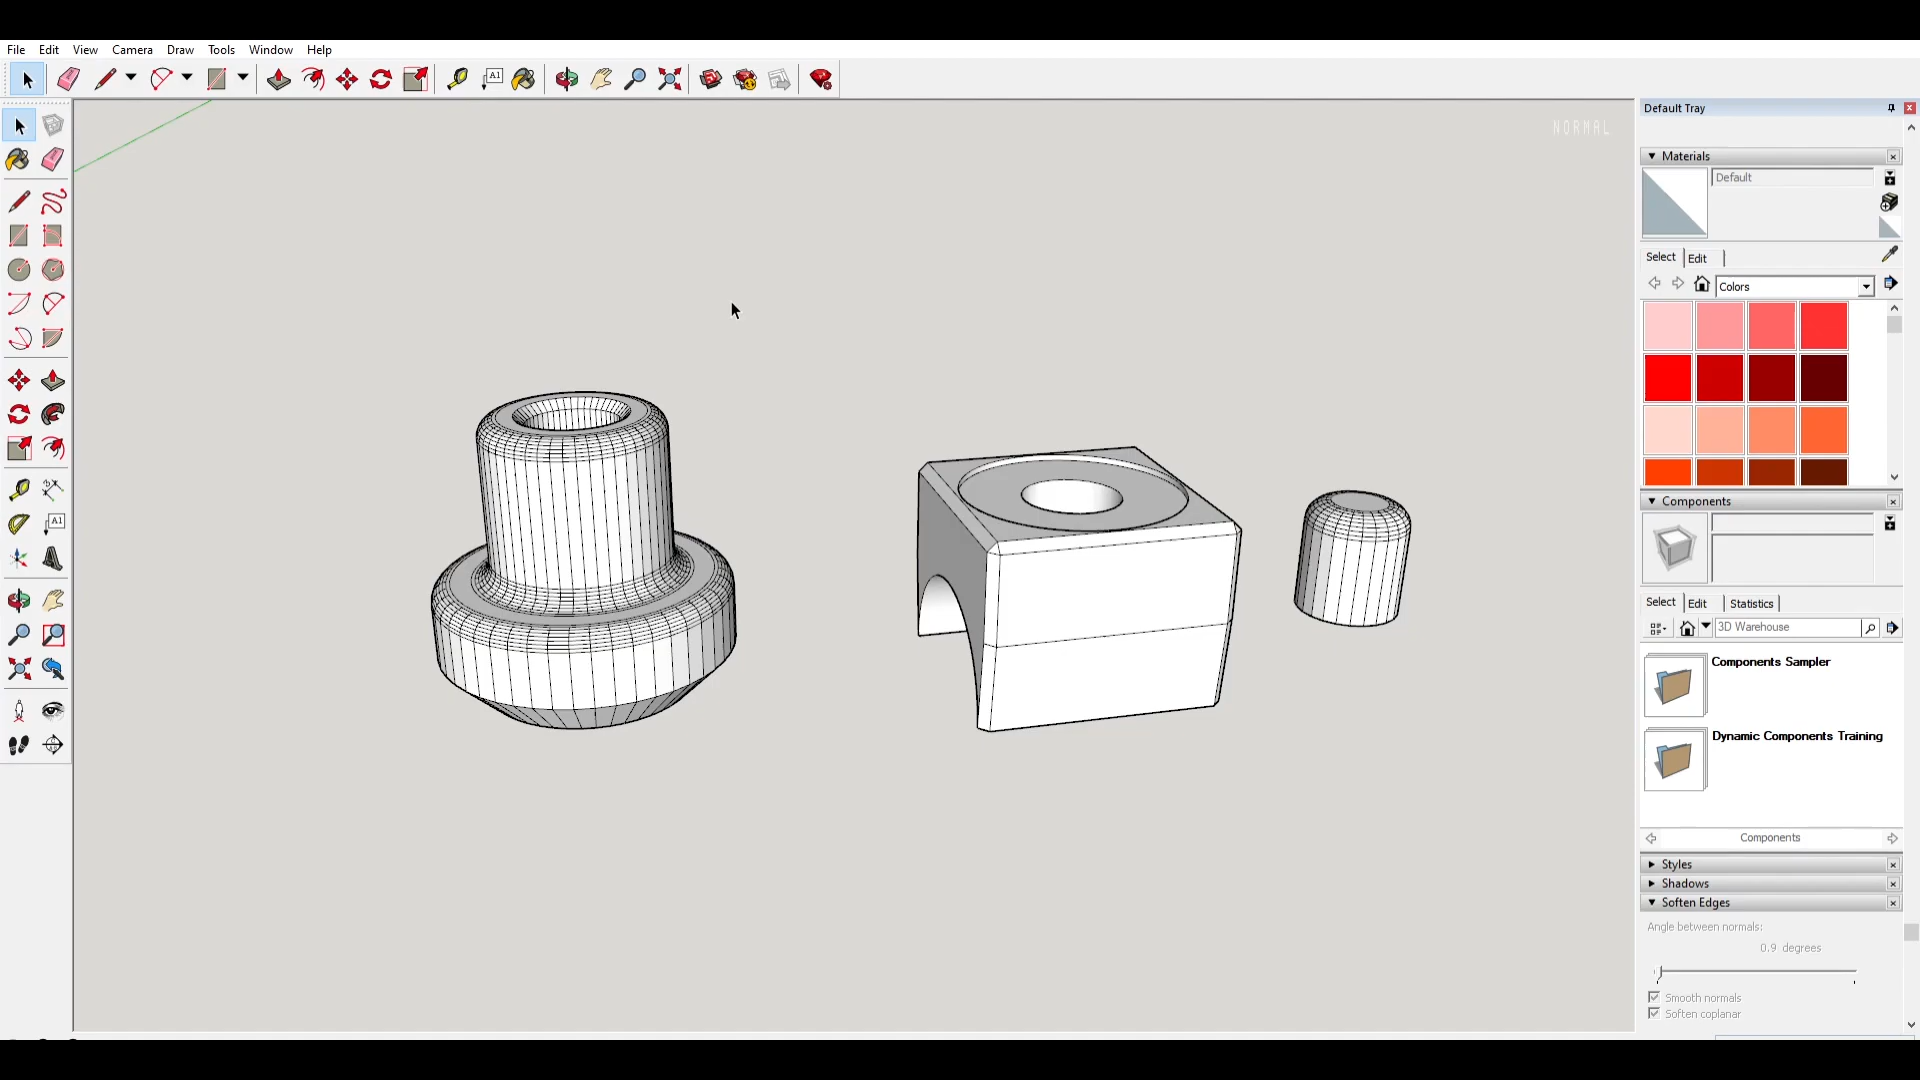 File Edit View Camera Draw Tools Window Help
A1
Default Tray
NORMAL
Materials
Default
Select Edit
Colors
A1
Components
Select Edit Statistics
3D Warehouse
Components Sampler
Dynamic Components Training
Components
Styles
Shadows
Soften Edges
Angle between normals:
0.9 degrees
Smooth normals
Soften coplanar